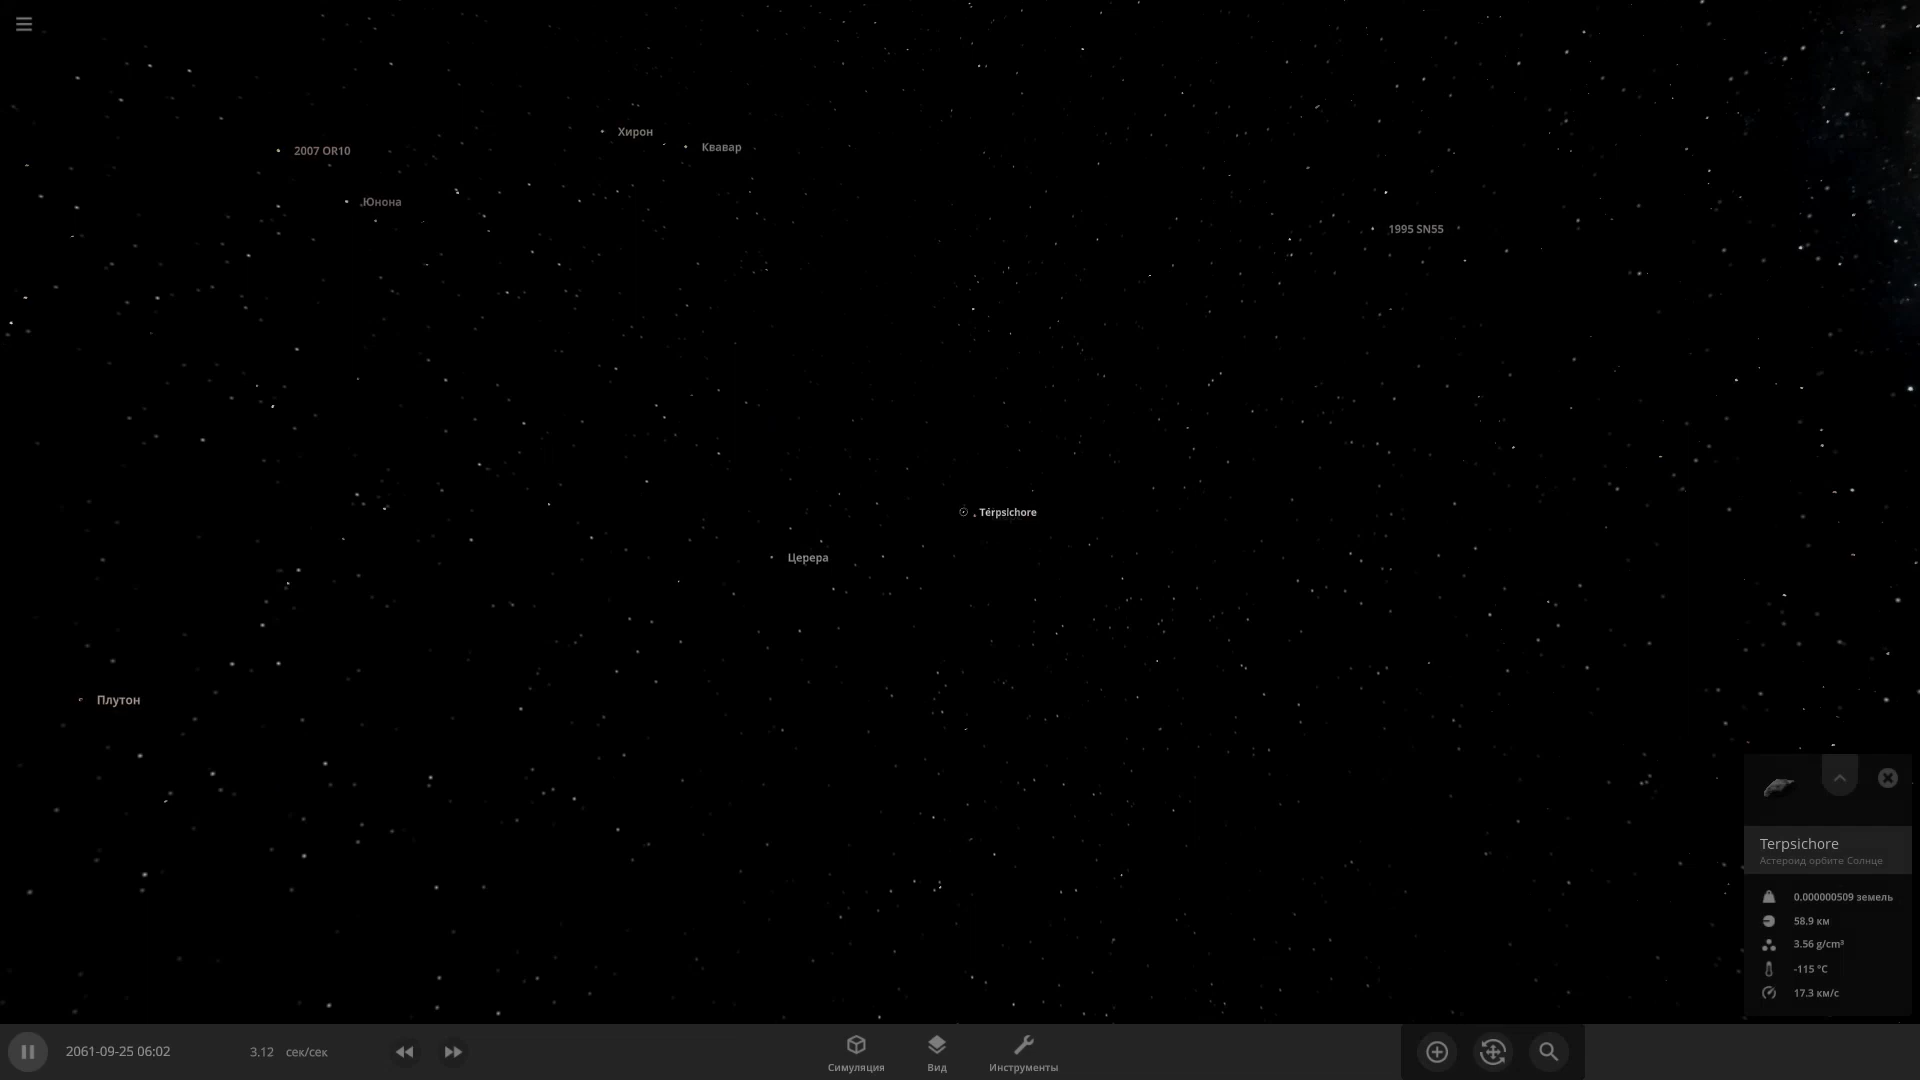 Хирон
Квавар
2007 OR10
Юнона
1995 SN55
Terpsichore
Церера
Плутон
Terpsichore
Астероид орбите Солнце
0.000000509 земель
58.9 км
3.56 g/cm³
-115 °C
17.3 км/с
2061-09-25 06:02
3.12 сек/сек
Симуляция
Вид
Инструменты